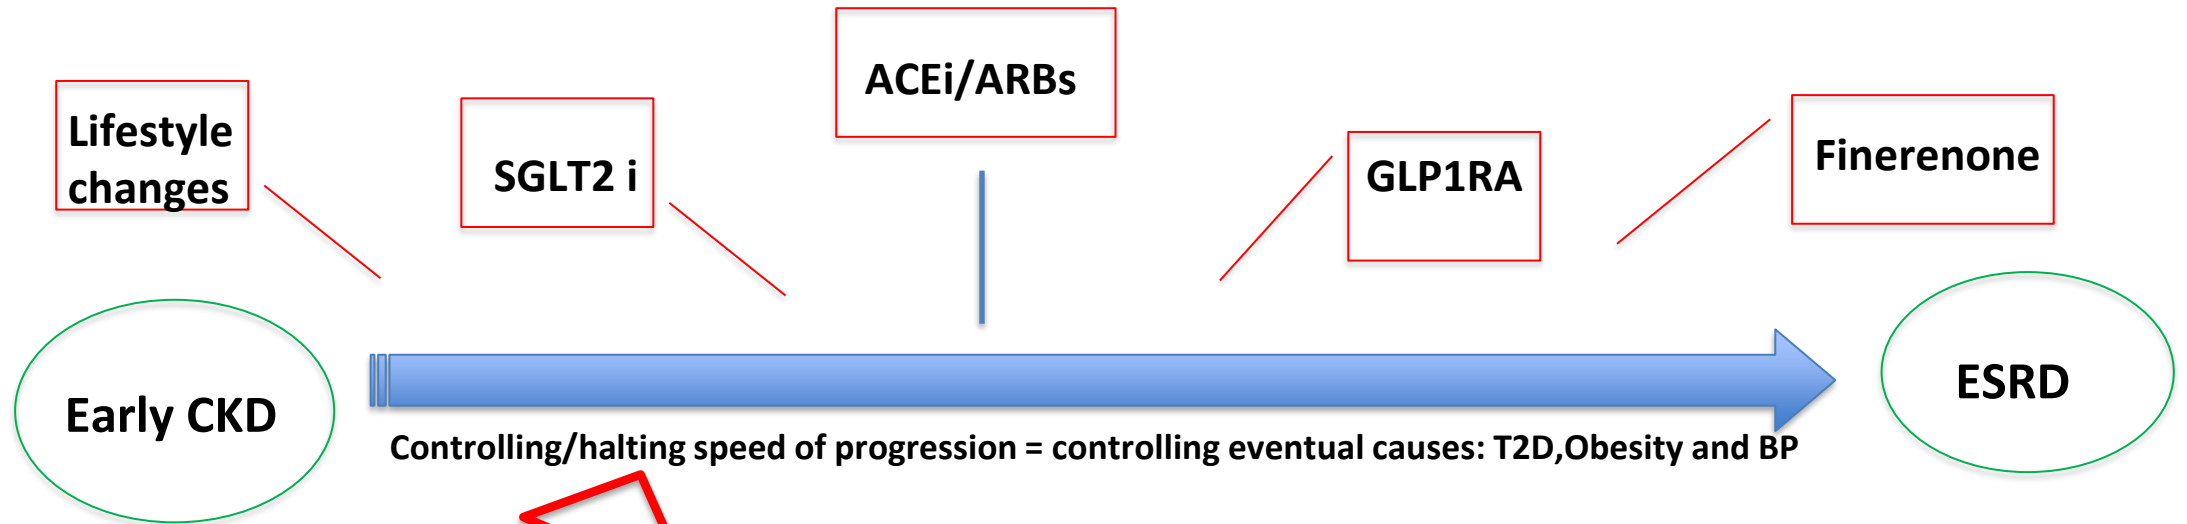 ACEi/ARBs
Lifestyle
changes
SGLT2 i
GLP1RA
Finerenone
Early CKD
ESRD
Controlling/halting speed of progression = controlling eventual causes: T2D,Obesity and BP